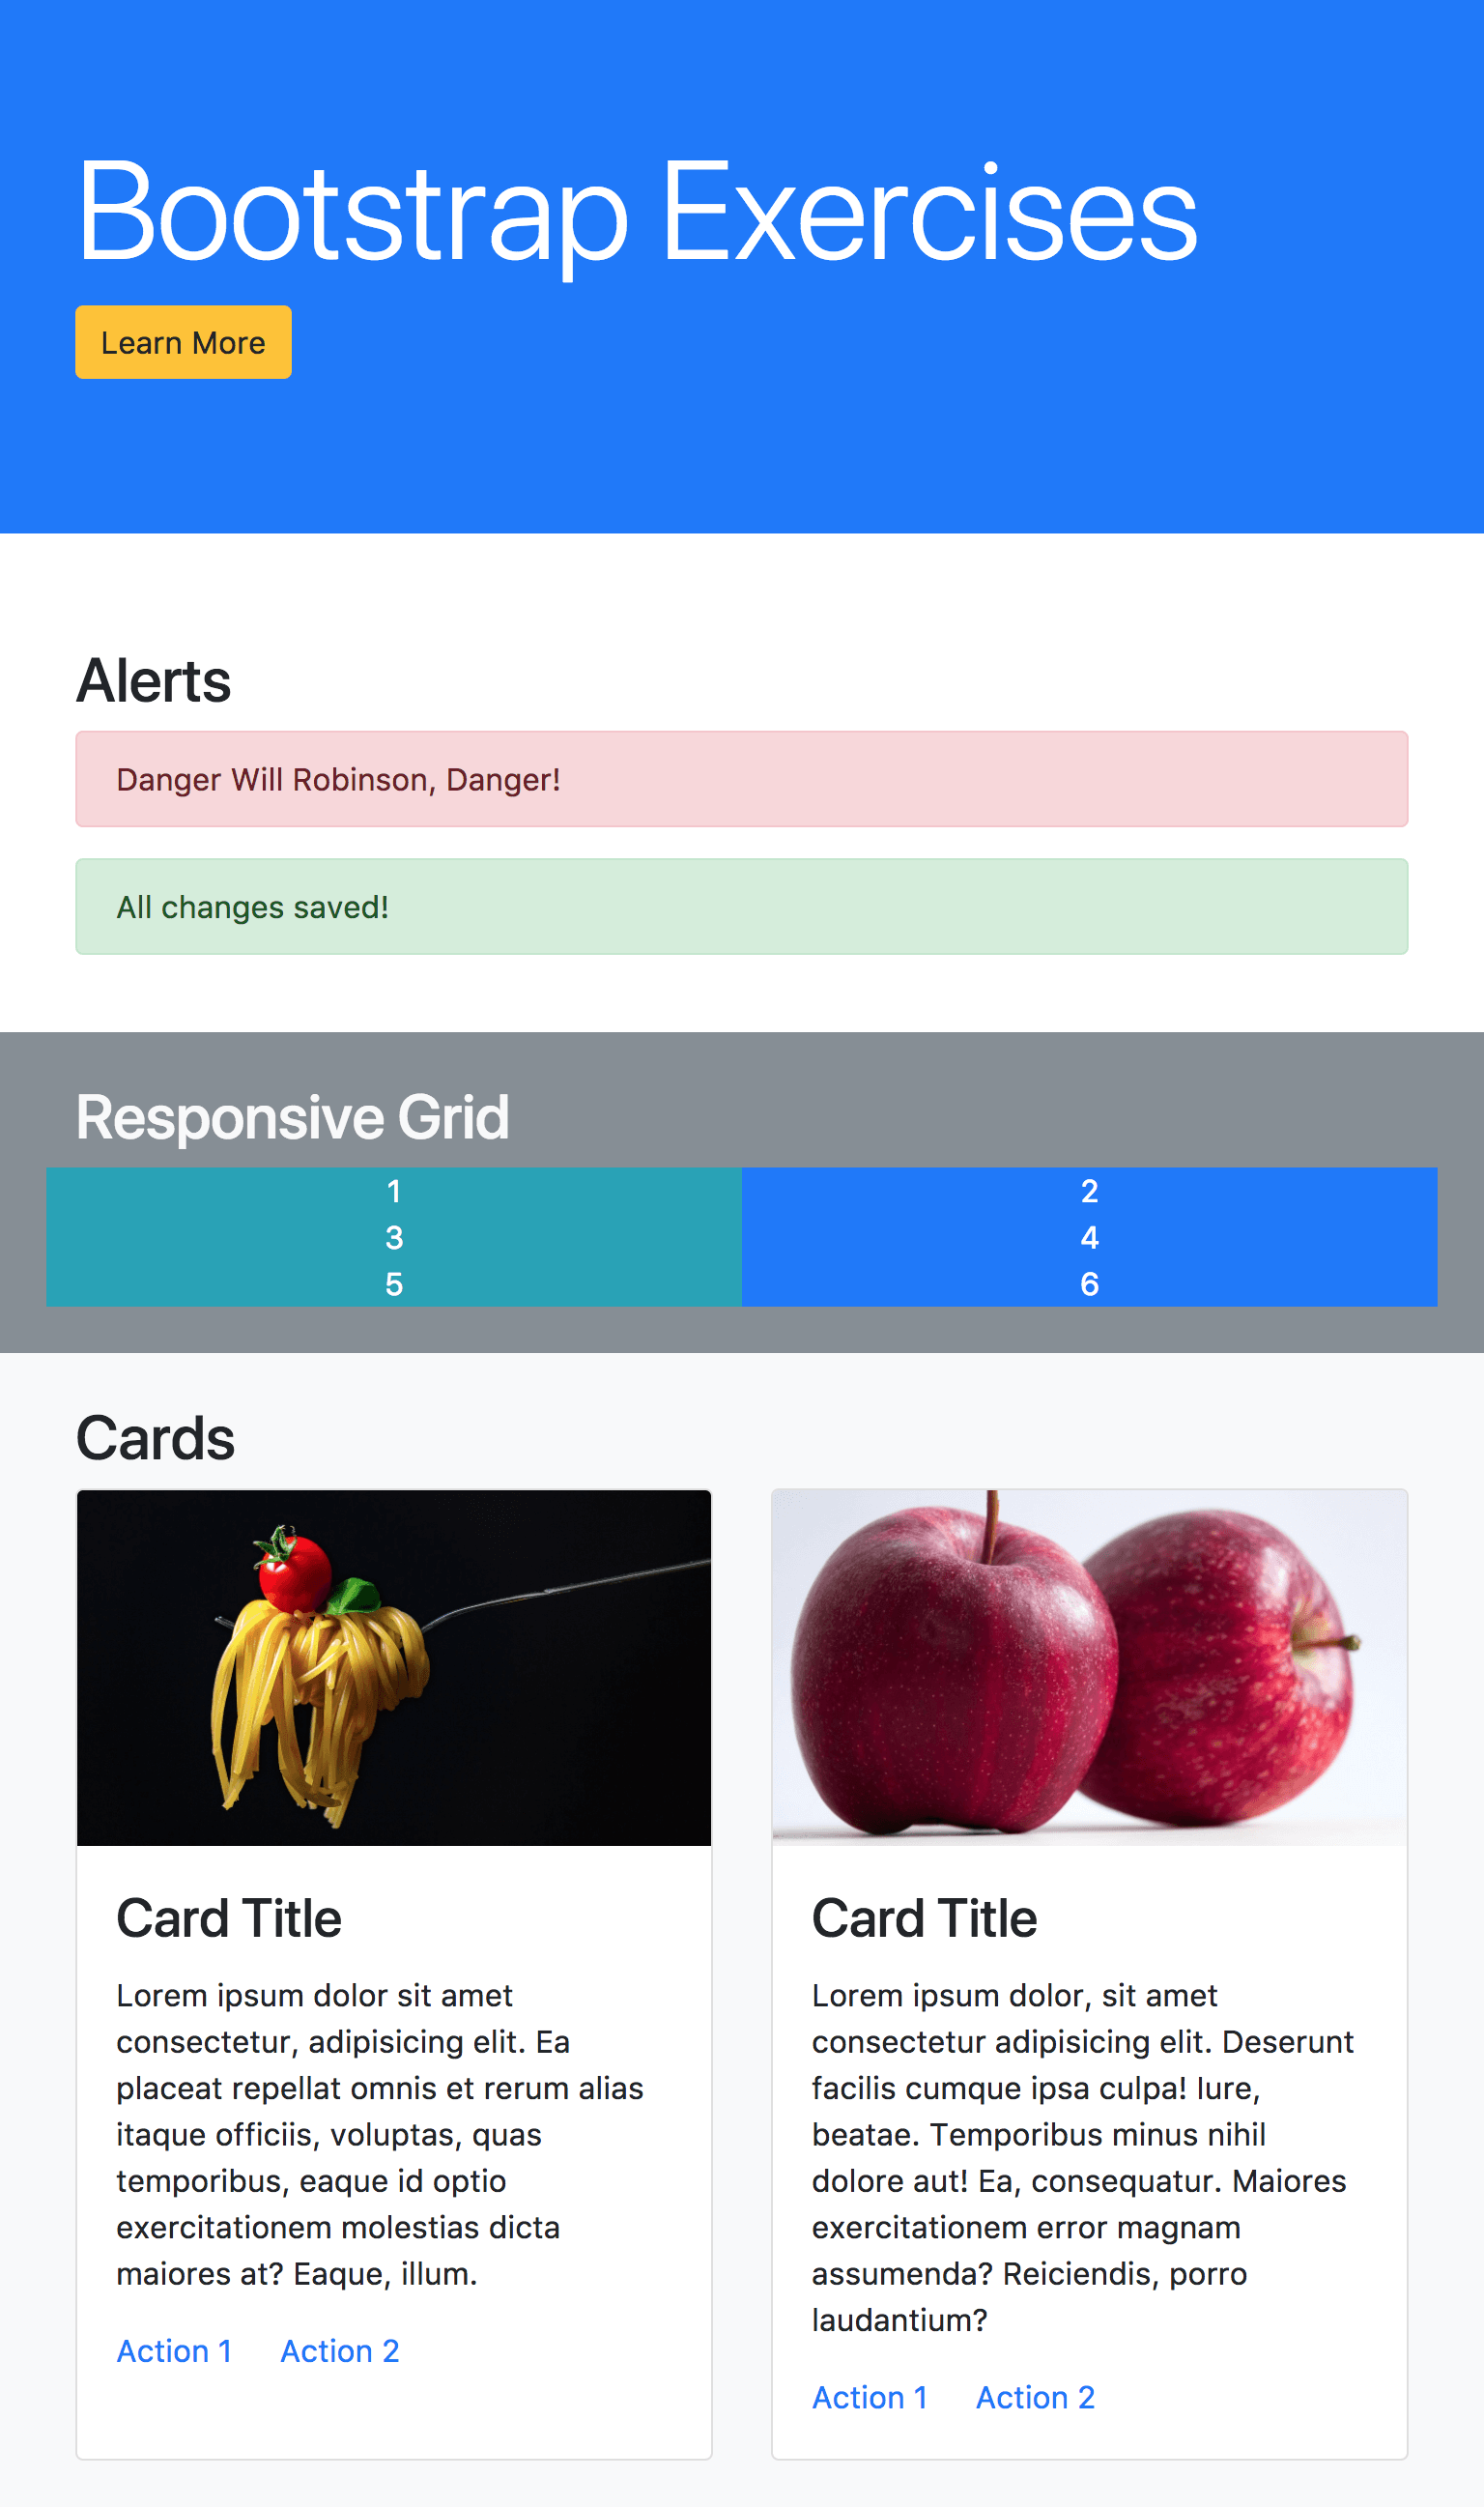 Bootstrap Exercises
Learn More
Alerts
Danger Will Robinson, Danger!
All changes saved!
Responsive Grid
1 2
3 4
5 6
Cards
Card Title
Lorem ipsum dolor sit amet
consectetur, adipisicing elit. Ea
placeat repellat omnis et rerum alias
itaque officiis, voluptas, quas
temporibus, eaque id optio
exercitationem molestias dicta
maiores at? Eaque, illum.
Action 1 Action 2
Card Title
Lorem ipsum dolor, sit amet
consectetur adipisicing elit. Deserunt
facilis cumque ipsa culpa! Iure,
beatae. Temporibus minus nihil
dolore aut! Ea, consequatur. Maiores
exercitationem error magnam
assumenda? Reiciendis, porro
laudantium?
Action 1 Action 2